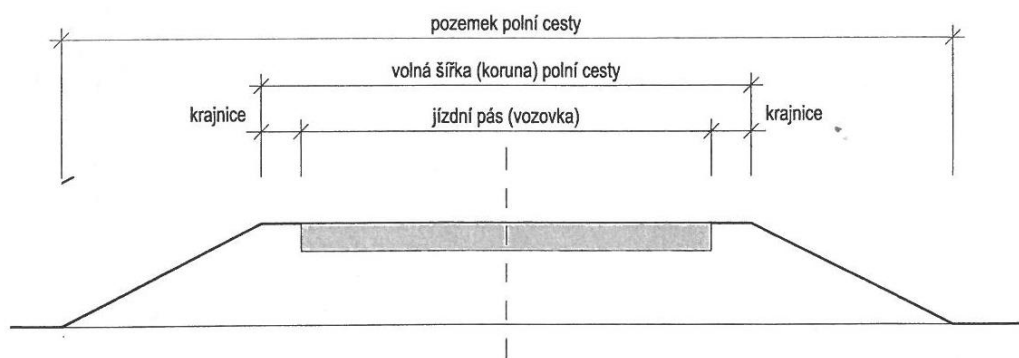 pozemek polní cesty
volná šířka (koruna) polní cesty
krajnice
jízdní pás (vozovka)
krajnice